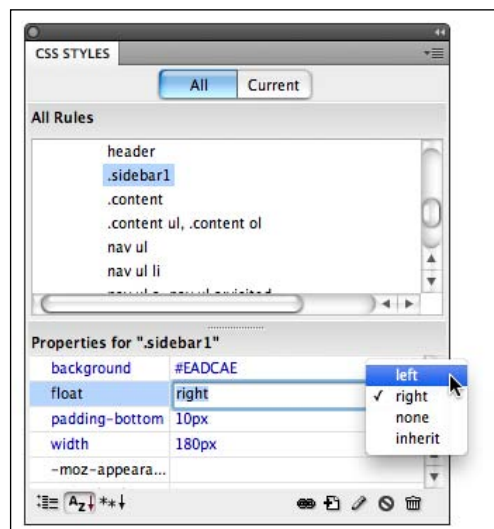 CSS STYLES
All Current
All Rules
header
.sidebar1
.content
.content ul, .content ol
nav ul
nav ul li
Properties for ".sidebar1"
background #EADCAE
float right
padding-bottom 10px
width 180px
-moz-appeara...
left
✓ right
none
inherit
AZ↓ **↓